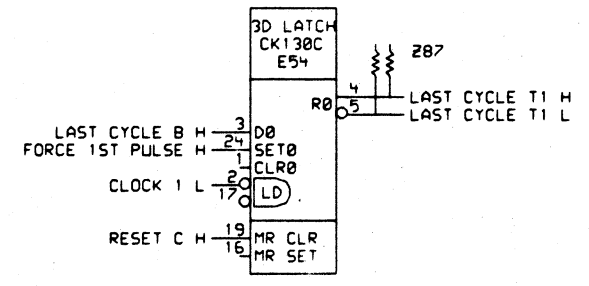 3D LATCH
CK130C
E54
Z87
R0
4
LAST CYCLE T1 H
5
LAST CYCLE T1 L
LAST CYCLE B H
3
D0
FORCE 1ST PULSE H
24
SET0
1
CLR0
CLOCK 1 L
2
17
LD
RESET C H
19
MR CLR
16
MR SET